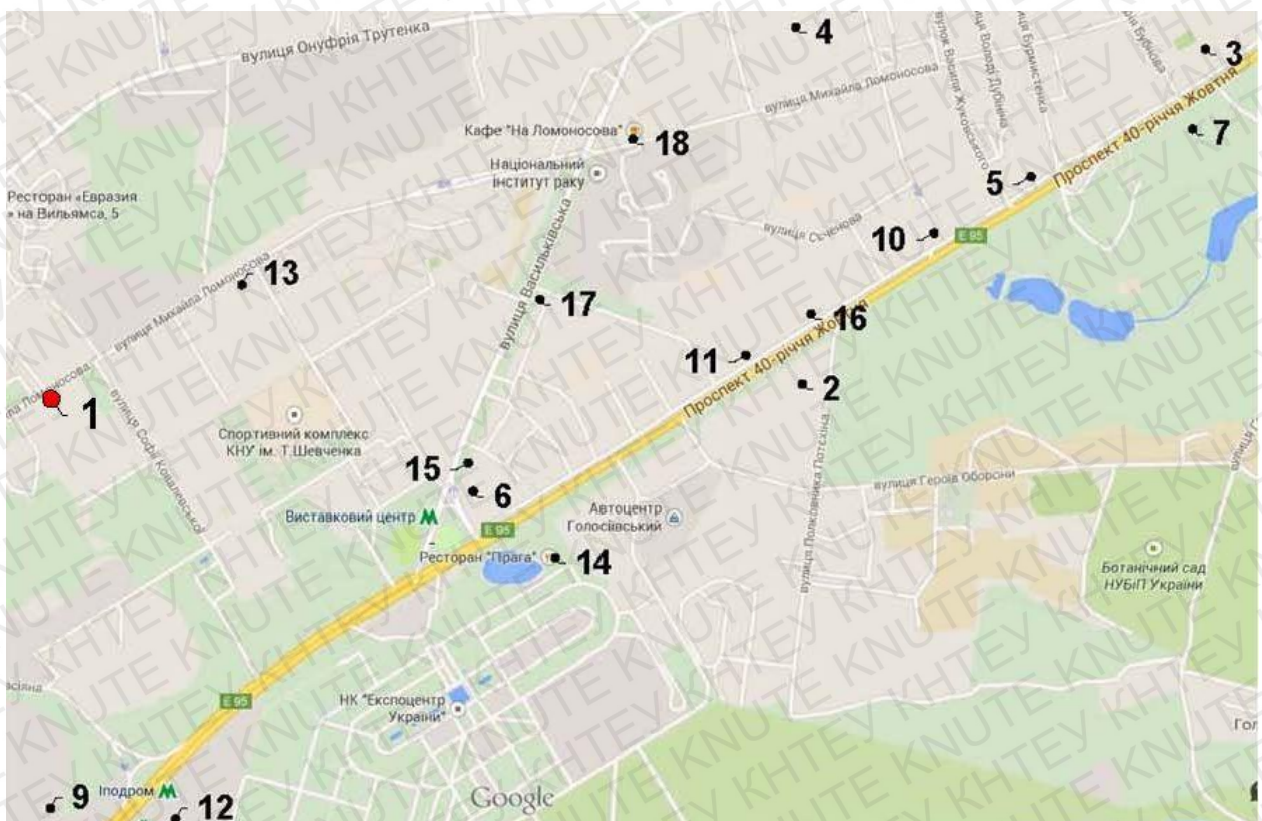 вулиця Онуфрія Трутенка
4
3
вулиця Михайла Ломоносова
Проспект 40-річчя Жовтня
7
Кафе "На Ломоносова"
18
Національний
інститут раку
вулиця Васильківська
Ресторан «Евразия
» на Вильямса, 5
5
вулиця Сєченова
10
E 95
13
вулиця Михайла Ломоносова
17
16
11
Проспект 40-річчя Жовтня
2
1
вулиця Софії Ковалевської
Спортивний комплекс
КНУ ім. Т.Шевченка
15
6
Виставковий центр
E 95
Автоцентр
Голосіївський
вулиця Полковника Потєхіна
вулиця Героїв Оборони
Ресторан "Прага"
14
Ботанічний сад
НУБіП України
НК "Експоцентр
України"
E 95
9
Іподром
12
Google
KNUTE КНТЕУ